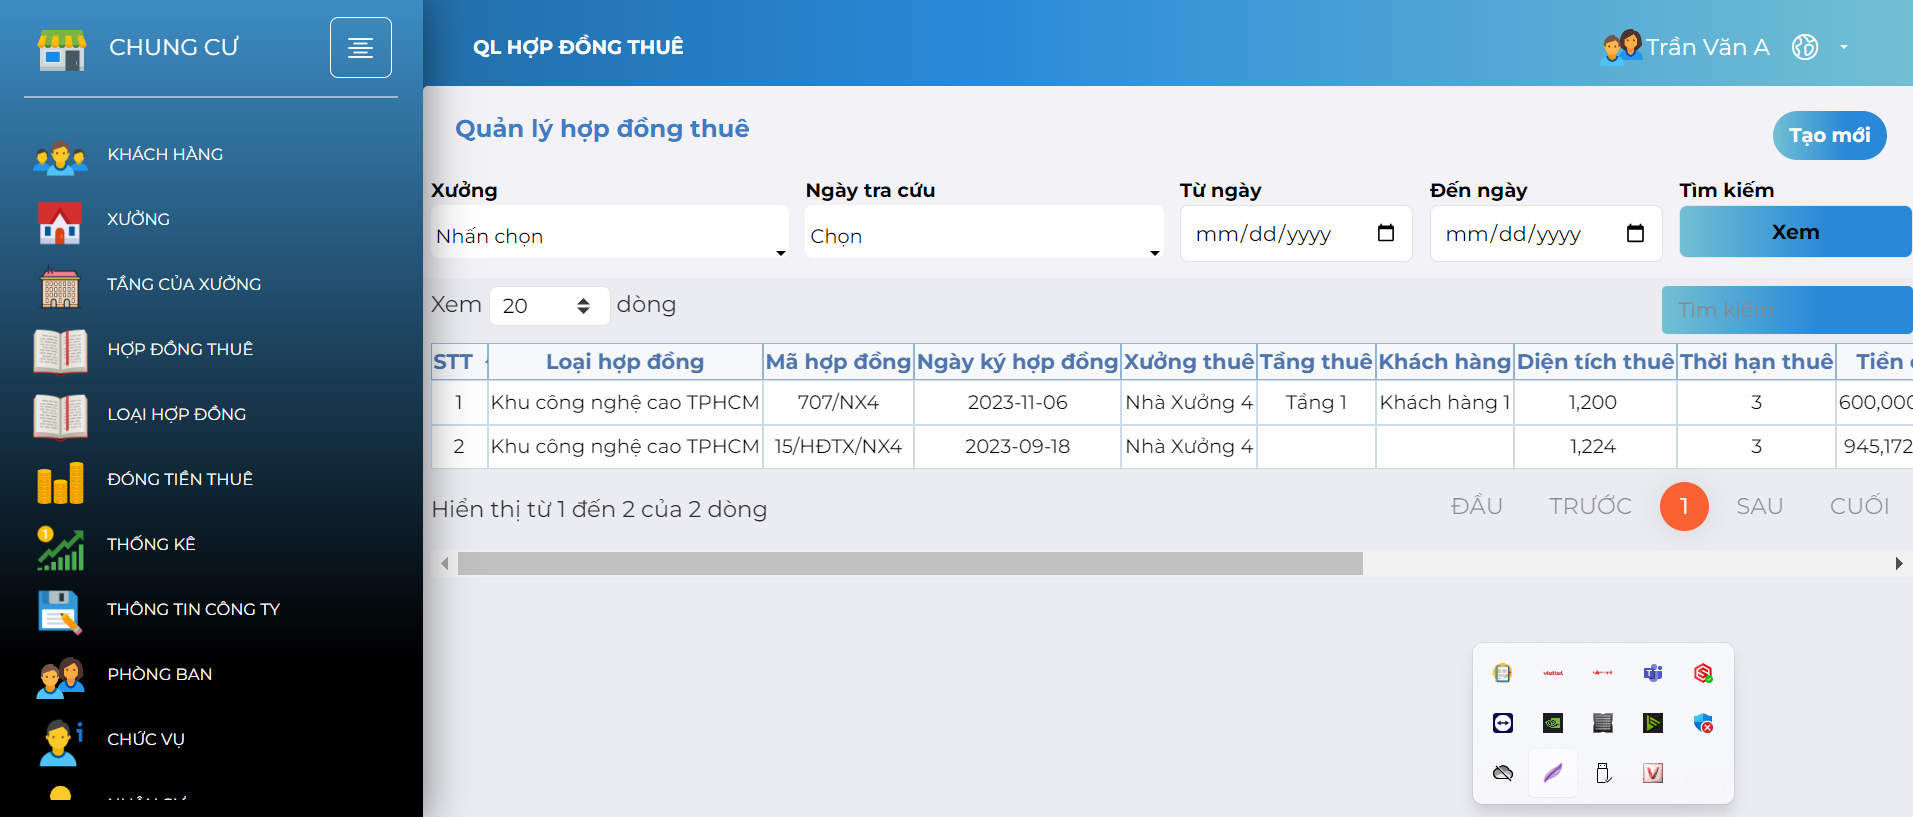 CHUNG CƯ
QL HỢP ĐỒNG THUÊ
Trần Văn A
KHÁCH HÀNG
XƯỞNG
TẦNG CỦA XƯỞNG
HỢP ĐỒNG THUÊ
LOẠI HỢP ĐỒNG
ĐÓNG TIỀN THUÊ
THỐNG KÊ
THÔNG TIN CÔNG TY
PHÒNG BAN
CHỨC VỤ
Quản lý hợp đồng thuê
Tạo mới
Xưởng Ngày tra cứu Từ ngày Đến ngày Tìm kiếm
Nhấn chọn Chọn mm/dd/yyyy mm/dd/yyyy Xem
Xem 20 dòng Tìm kiếm
STT Loại hợp đồng Mã hợp đồng Ngày ký hợp đồng Xưởng thuê Tầng thuê Khách hàng Diện tích thuê Thời hạn thuê Tiền
1 Khu công nghệ cao TPHCM 707/NX4 2023-11-06 Nhà Xưởng 4 Tầng 1 Khách hàng 1 1,200 3 600,000
2 Khu công nghệ cao TPHCM 15/HĐTX/NX4 2023-09-18 Nhà Xưởng 4 1,224 3 945,172
Hiển thị từ 1 đến 2 của 2 dòng
ĐẦU TRƯỚC 1 SAU CUỐI
viettel